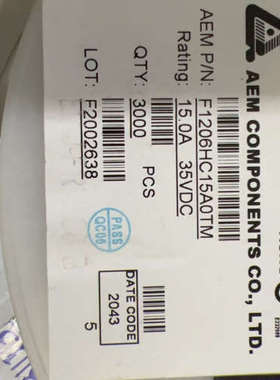 AEM COMPONENTS CO., LTD.
AEM P/N: F1206HC15A0TM
Rating: 15.0A 35VDC
QTY: 3000 PCS
LOT: F2002638
PASS
QC06
DATE CODE
2043
5